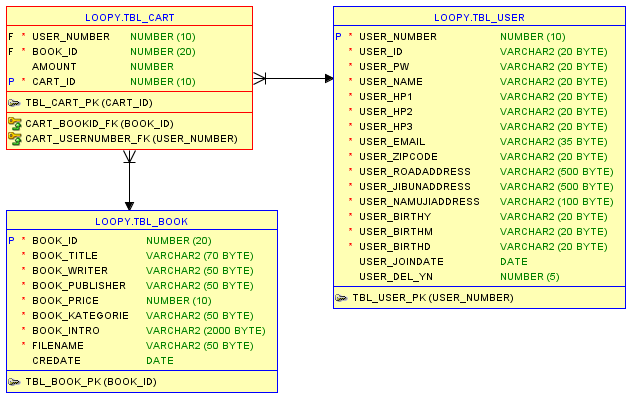 LOOPY.TBL_CART
F * USER_NUMBER NUMBER (10)
F * BOOK_ID NUMBER (20)
AMOUNT NUMBER
P * CART_ID NUMBER (10)
TBL_CART_PK (CART_ID)
CART_BOOKID_FK (BOOK_ID)
CART_USERNUMBER_FK (USER_NUMBER)
LOOPY.TBL_USER
P * USER_NUMBER NUMBER (10)
* USER_ID VARCHAR2 (20 BYTE)
* USER_PW VARCHAR2 (20 BYTE)
* USER_NAME VARCHAR2 (20 BYTE)
* USER_HP1 VARCHAR2 (20 BYTE)
* USER_HP2 VARCHAR2 (20 BYTE)
* USER_HP3 VARCHAR2 (20 BYTE)
* USER_EMAIL VARCHAR2 (35 BYTE)
* USER_ZIPCODE VARCHAR2 (20 BYTE)
* USER_ROADADDRESS VARCHAR2 (500 BYTE)
* USER_JIBUNADDRESS VARCHAR2 (500 BYTE)
* USER_NAMUJIADDRESS VARCHAR2 (100 BYTE)
* USER_BIRTHY VARCHAR2 (20 BYTE)
* USER_BIRTHM VARCHAR2 (20 BYTE)
* USER_BIRTHD VARCHAR2 (20 BYTE)
USER_JOINDATE DATE
USER_DEL_YN NUMBER (5)
TBL_USER_PK (USER_NUMBER)
LOOPY.TBL_BOOK
P * BOOK_ID NUMBER (20)
* BOOK_TITLE VARCHAR2 (70 BYTE)
* BOOK_WRITER VARCHAR2 (50 BYTE)
* BOOK_PUBLISHER VARCHAR2 (50 BYTE)
* BOOK_PRICE NUMBER (10)
* BOOK_KATEGORIE VARCHAR2 (50 BYTE)
* BOOK_INTRO VARCHAR2 (2000 BYTE)
* FILENAME VARCHAR2 (50 BYTE)
CREDATE DATE
TBL_BOOK_PK (BOOK_ID)